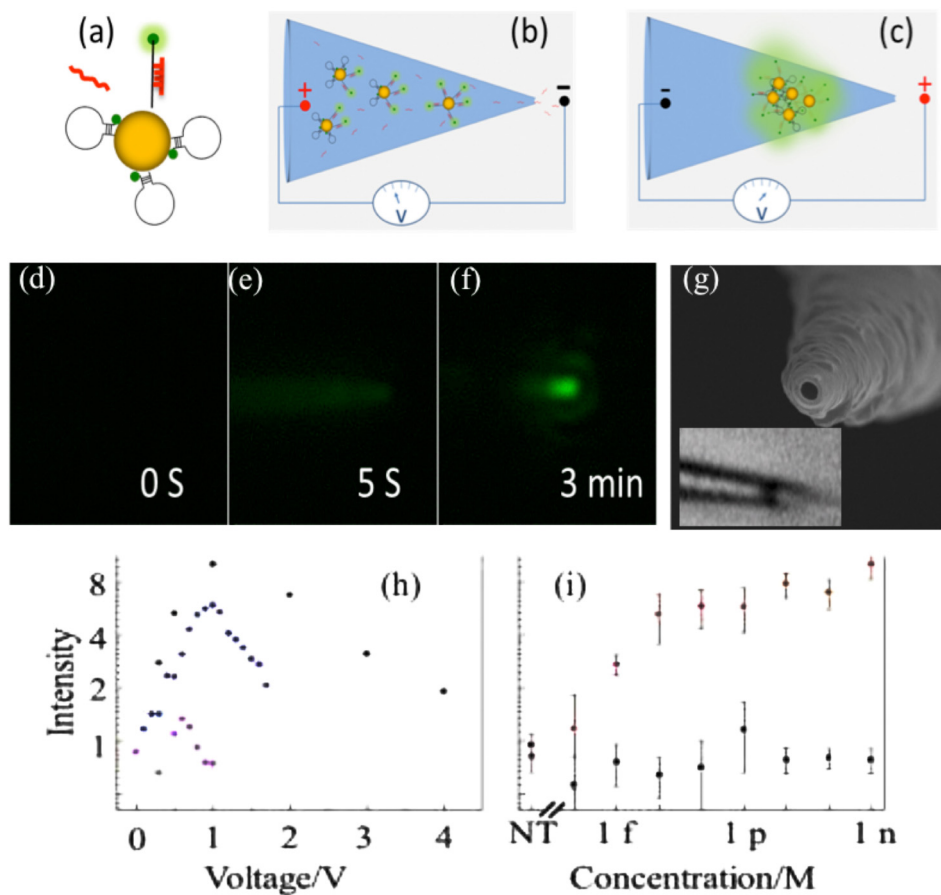 (a) (b) (c)
+ -
V
- +
V
(d) (e) (f) (g)
0 S 5 S 3 min
(h) (i)
Intensity
8
4
2
1
0 1 2 3 4
Voltage/V
NT 1 f 1 p 1 n
Concentration/M